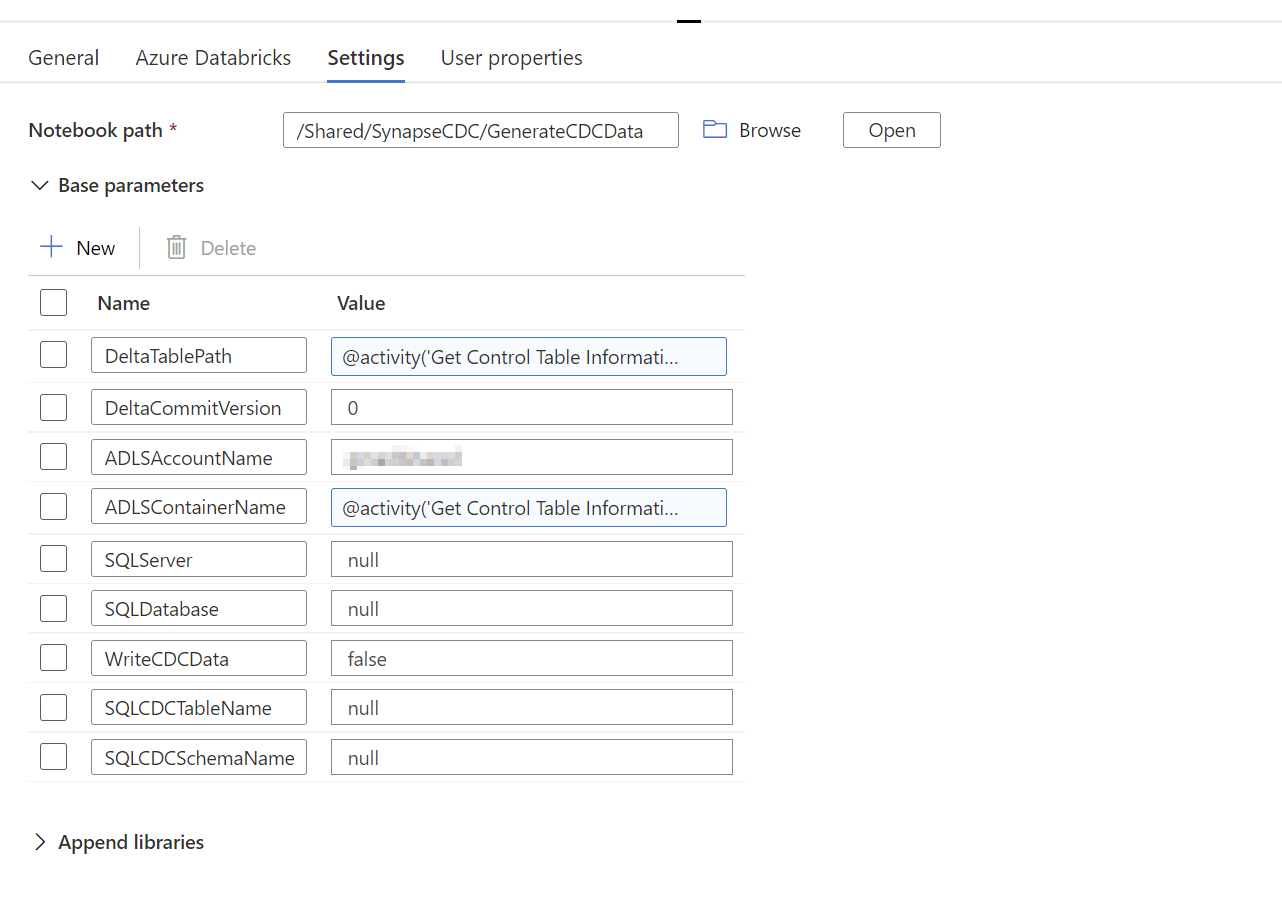 General Azure Databricks Settings User properties
Notebook path * /Shared/SynapseCDC/GenerateCDCData Browse Open
Base parameters
New Delete
Name Value
DeltaTablePath @activity('Get Control Table Informati...
DeltaCommitVersion 0
ADLSAccountName
ADLSContainerName @activity('Get Control Table Informati...
SQLServer null
SQLDatabase null
WriteCDCData false
SQLCDCTableName null
SQLCDCSchemaName null
Append libraries